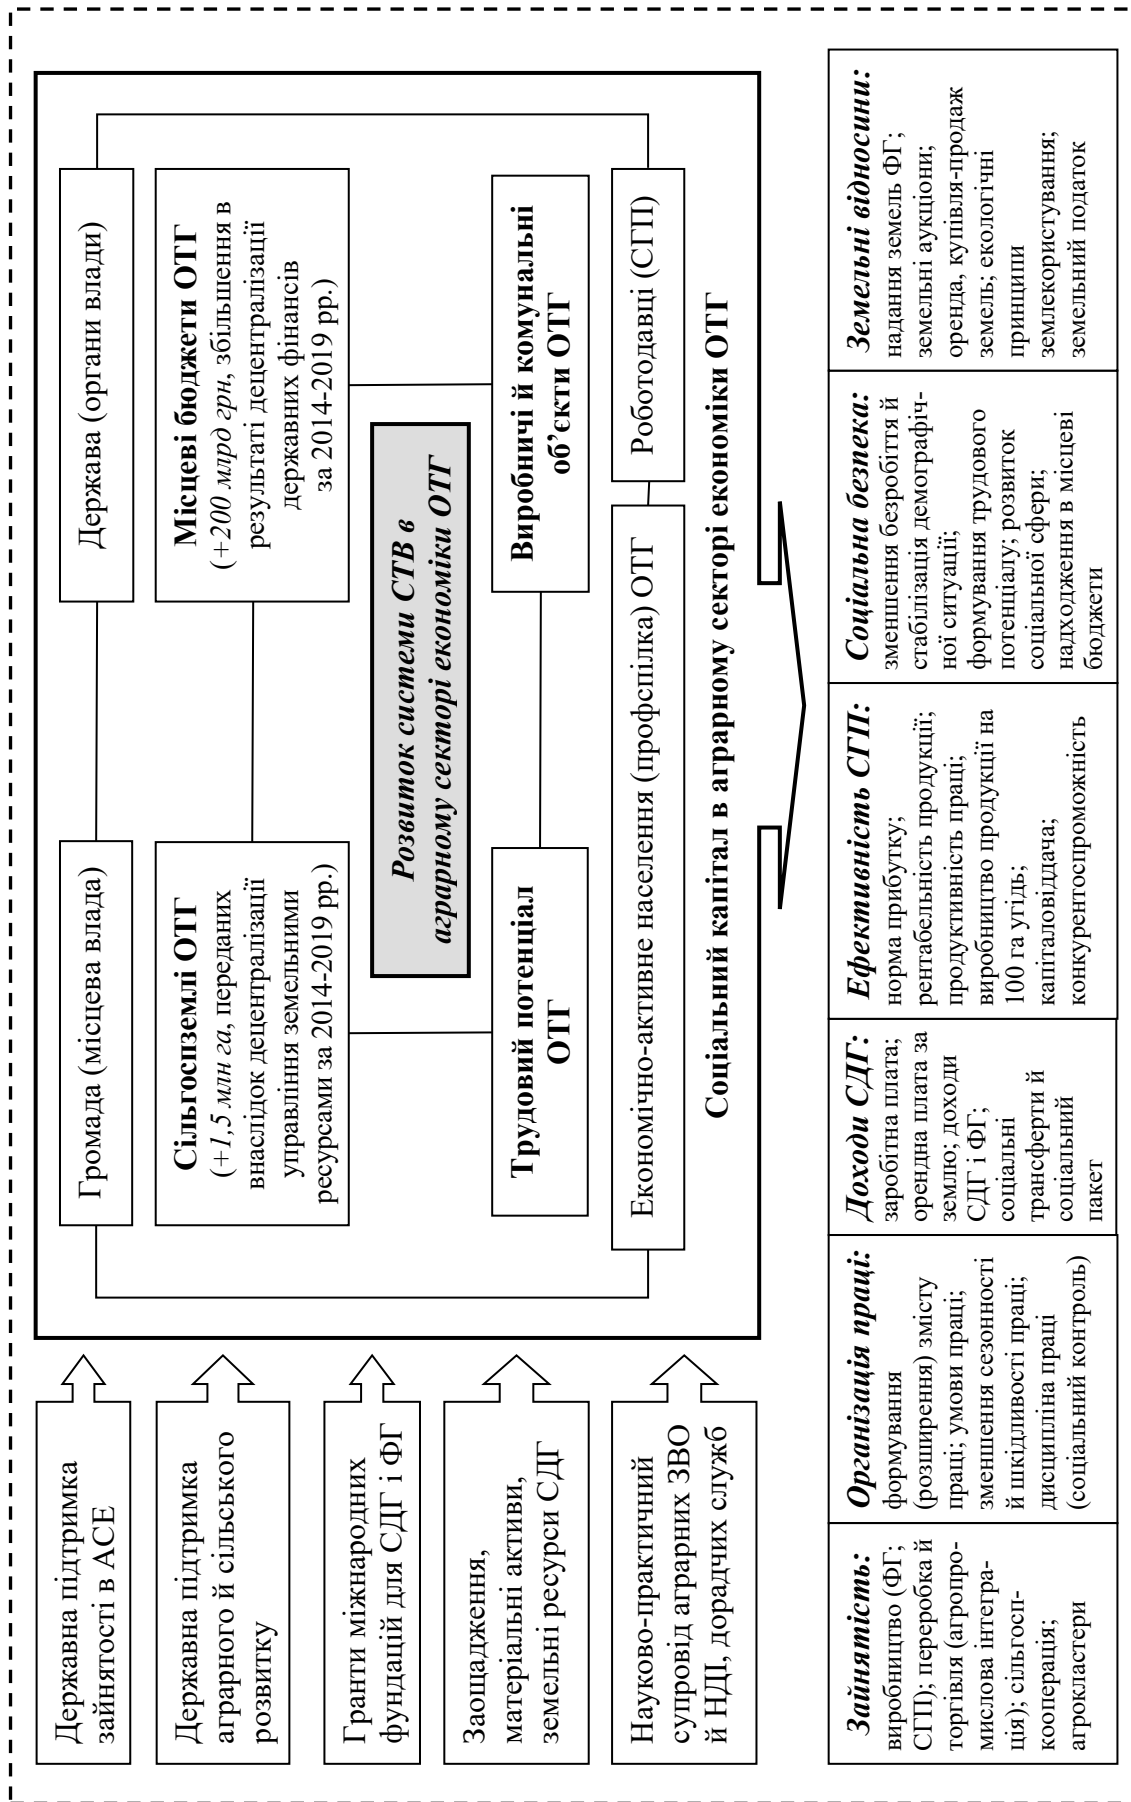 Державна підтримка
зайнятості в АСЕ
Державна підтримка
аграрного й сільського
розвитку
Гранти міжнародних
фундацій для СДГ і ФГ
Заощадження,
матеріальні активи,
земельні ресурси СДГ
Науково-практичний
супровід аграрних ЗВО
й НДІ, дорадчих служб
Громада (місцева влада)
Держава (органи влади)
Сільгоспземлі ОТГ
(+1,5 млн га, переданих
внаслідок децентралізації
управління земельними
ресурсами за 2014-2019 рр.)
Місцеві бюджети ОТГ
(+200 млрд грн, збільшення в
результаті децентралізації
державних фінансів
за 2014-2019 рр.)
Розвиток системи СТВ в
аграрному секторі економіки ОТГ
Трудовий потенціал
ОТГ
Виробничі й комунальні
об’єкти ОТГ
Економічно-активне населення (профспілка) ОТГ
Роботодавці (СГП)
Соціальний капітал в аграрному секторі економіки ОТГ
Зайнятість:
виробництво (ФГ;
СГП); переробка й
торгівля (агропро-
мислова інтегра-
ція); сільгосп-
кооперація;
агрокластери
Організація праці:
формування
(розширення) змісту
праці; умови праці;
зменшення сезонності
й шкідливості праці;
дисципліна праці
(соціальний контроль)
Доходи СДГ:
заробітна плата;
орендна плата за
землю; доходи
СДГ і ФГ;
соціальні
трансферти й
соціальний
пакет
Ефективність СГП:
норма прибутку;
рентабельність продукції;
продуктивність праці;
виробництво продукції на
100 га угідь;
капіталовіддача;
конкурентоспроможність
Соціальна безпека:
зменшення безробіття й
стабілізація демографіч-
ної ситуації;
формування трудового
потенціалу; розвиток
соціальної сфери;
надходження в місцеві
бюджети
Земельні відносини:
надання земель ФГ;
земельні аукціони;
оренда, купівля-продаж
земель; екологічні
принципи
землекористування;
земельний податок